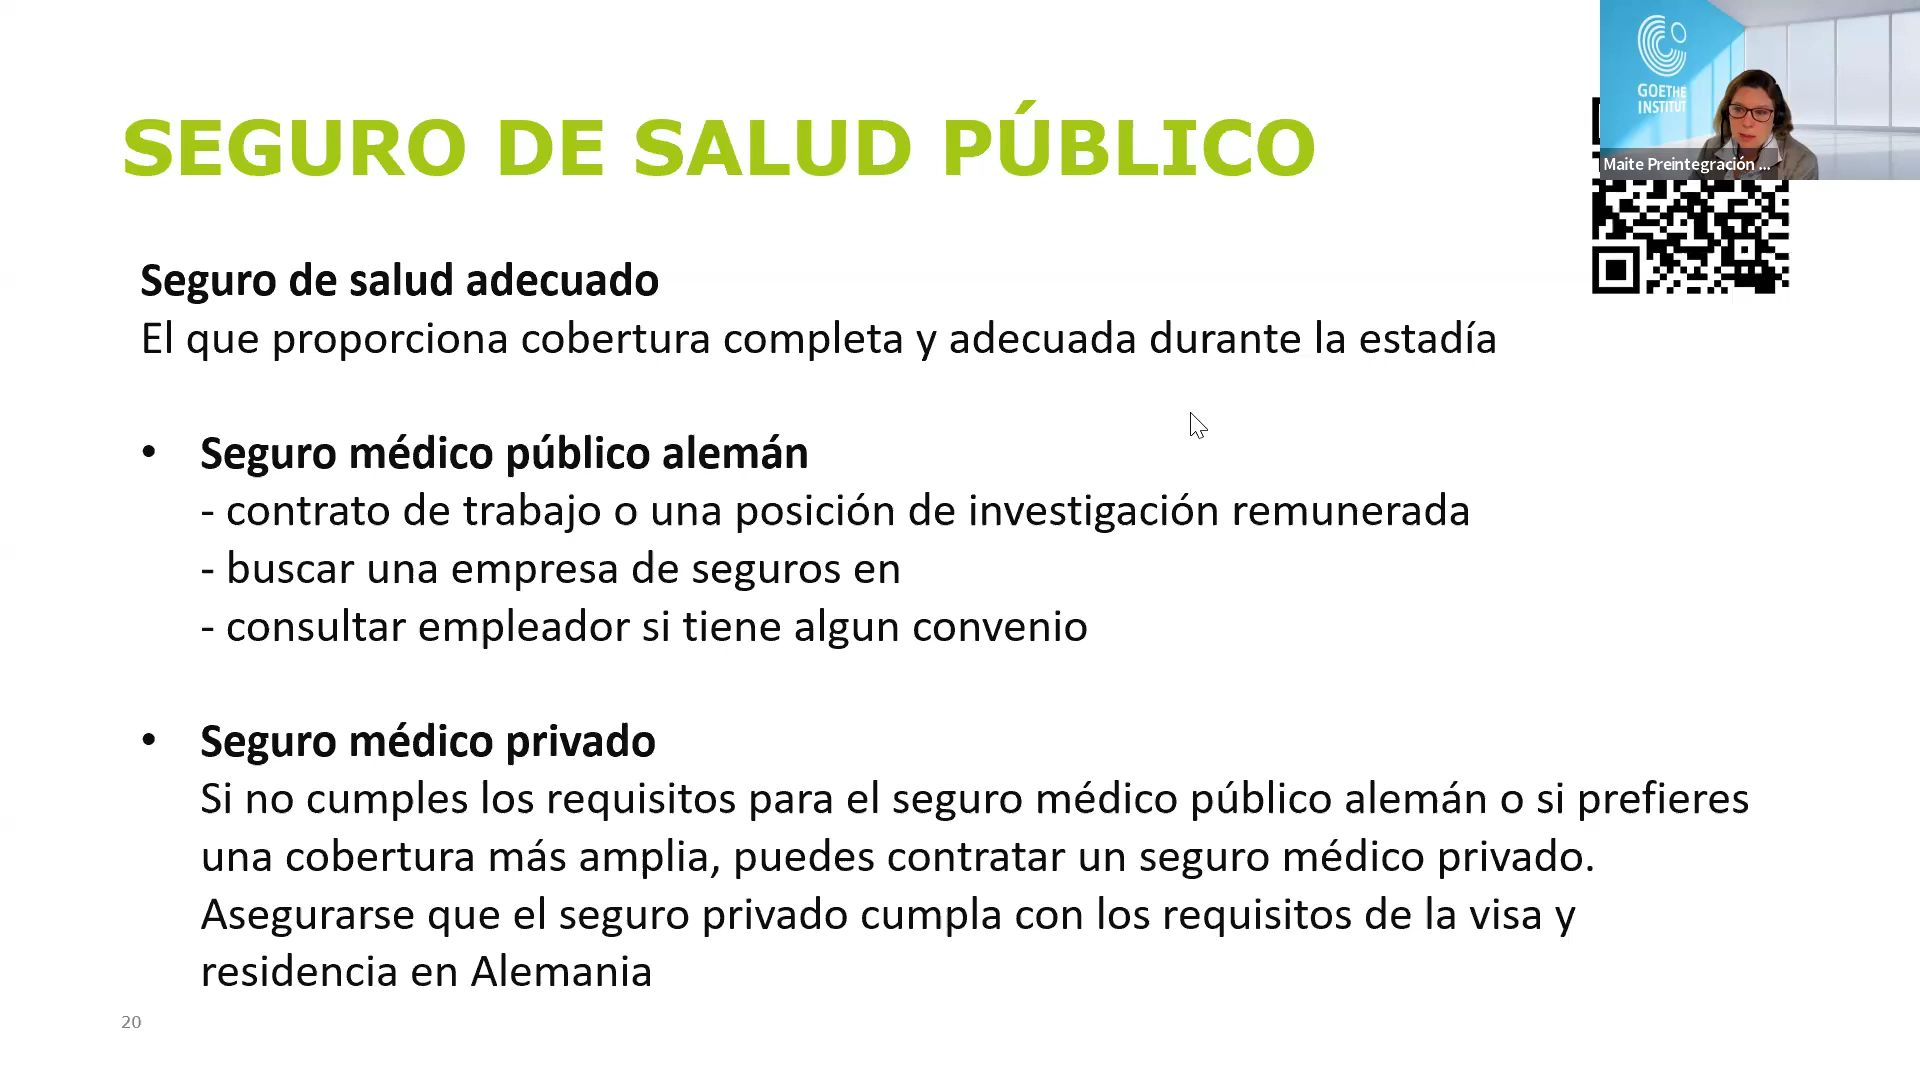 GOETHE
INSTITUT
Maite Preintegración ...
SEGURO DE SALUD PÚBLICO
Seguro de salud adecuado
El que proporciona cobertura completa y adecuada durante la estadía
• Seguro médico público alemán
- contrato de trabajo o una posición de investigación remunerada
- buscar una empresa de seguros en
- consultar empleador si tiene algun convenio
• Seguro médico privado
Si no cumples los requisitos para el seguro médico público alemán o si prefieres
una cobertura más amplia, puedes contratar un seguro médico privado.
Asegurarse que el seguro privado cumpla con los requisitos de la visa y
residencia en Alemania
20